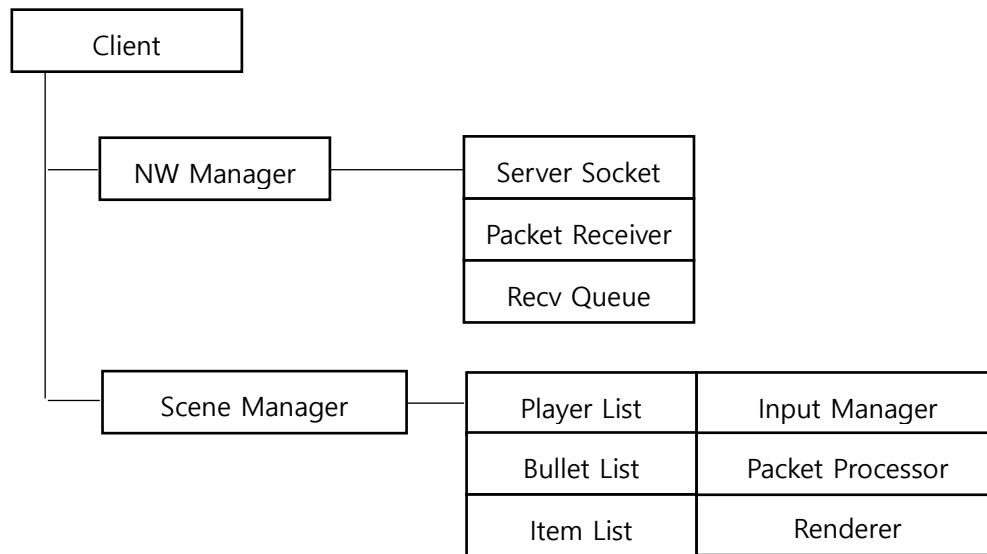 Client
NW Manager
Server Socket
Packet Receiver
Recv Queue
Scene Manager
Player List
Input Manager
Bullet List
Packet Processor
Item List
Renderer